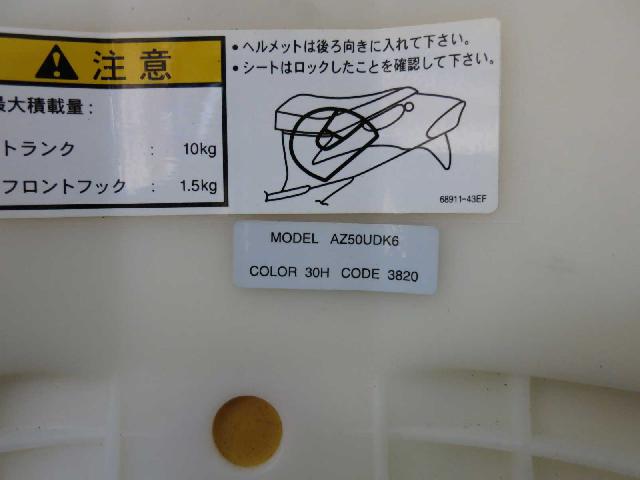 注意
最大積載量:
トランク : 10kg
フロントフック : 1.5kg
・ヘルメットは後ろ向きに入れて下さい。
・シートはロックしたことを確認して下さい。
68911-43EF
MODEL AZ50UDK6
COLOR 30H CODE 3820